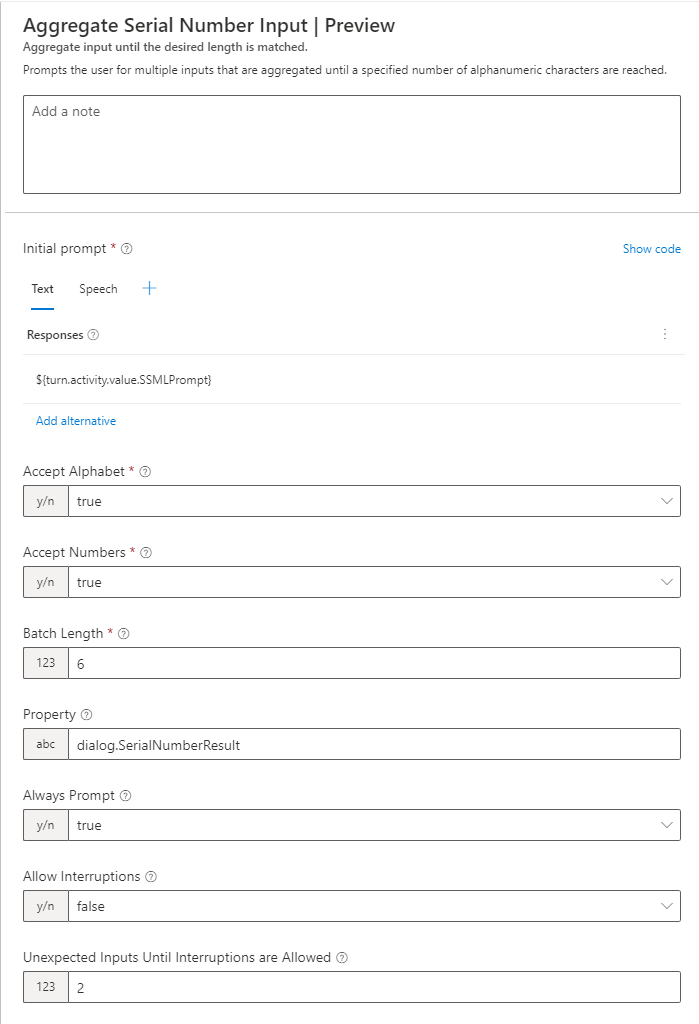 Aggregate Serial Number Input | Preview
Aggregate input until the desired length is matched.
Prompts the user for multiple inputs that are aggregated until a specified number of alphanumeric characters are reached.
Add a note
Initial prompt * ?
Show code
Text Speech +
Responses ?
${turn.activity.value.SSMLPrompt}
Add alternative
Accept Alphabet * ?
y/n true
Accept Numbers * ?
y/n true
Batch Length * ?
123 6
Property ?
abc dialog.SerialNumberResult
Always Prompt ?
y/n true
Allow Interruptions ?
y/n false
Unexpected Inputs Until Interruptions are Allowed ?
123 2